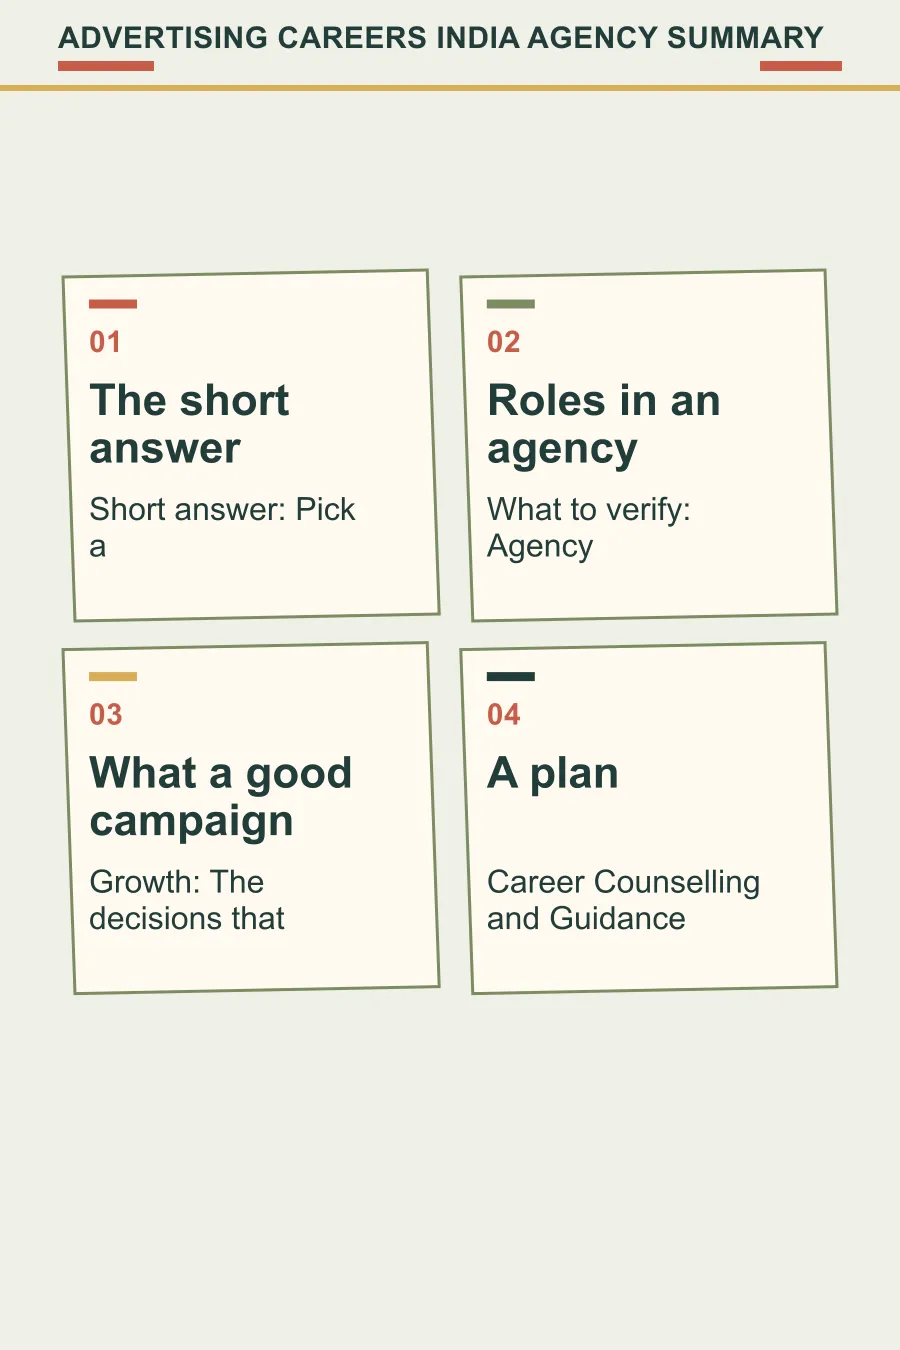 ADVERTISING CAREERS INDIA AGENCY SUMMARY
01
The short
answer
Short answer: Pick
a
02
Roles in an
agency
What to verify:
Agency
03
What a good
campaign
Growth: The
decisions that
04
A plan
Career Counselling
and Guidance